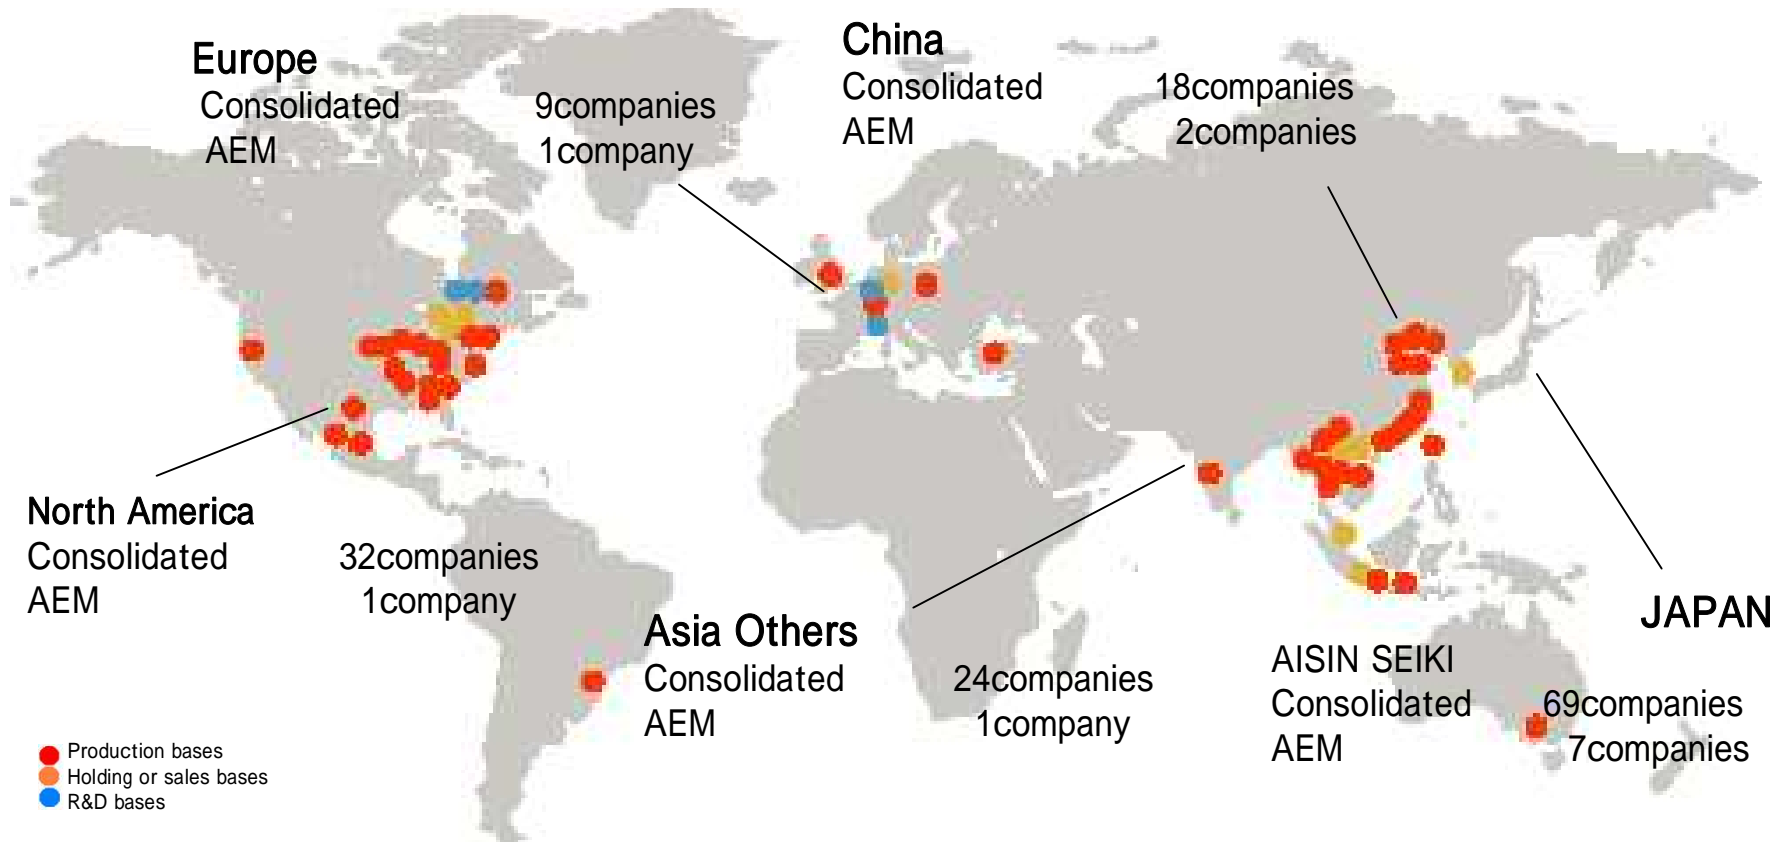 Europe
Consolidated 9companies
AEM 1company
China
Consolidated 18companies
AEM 2companies
North America
Consolidated 32companies
AEM 1company
Asia Others
Consolidated 24companies
AEM 1company
JAPAN
AISIN SEIKI
Consolidated 69companies
AEM 7companies
Production bases
Holding or sales bases
R&D bases